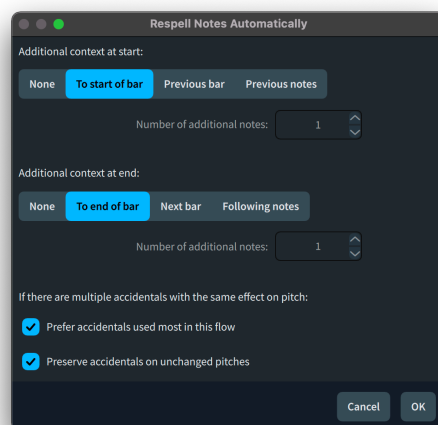 Respell Notes Automatically
Additional context at start:
None To start of bar Previous bar Previous notes
Number of additional notes: 1
Additional context at end:
None To end of bar Next bar Following notes
Number of additional notes: 1
If there are multiple accidentals with the same effect on pitch:
Prefer accidentals used most in this flow
Preserve accidentals on unchanged pitches
Cancel OK